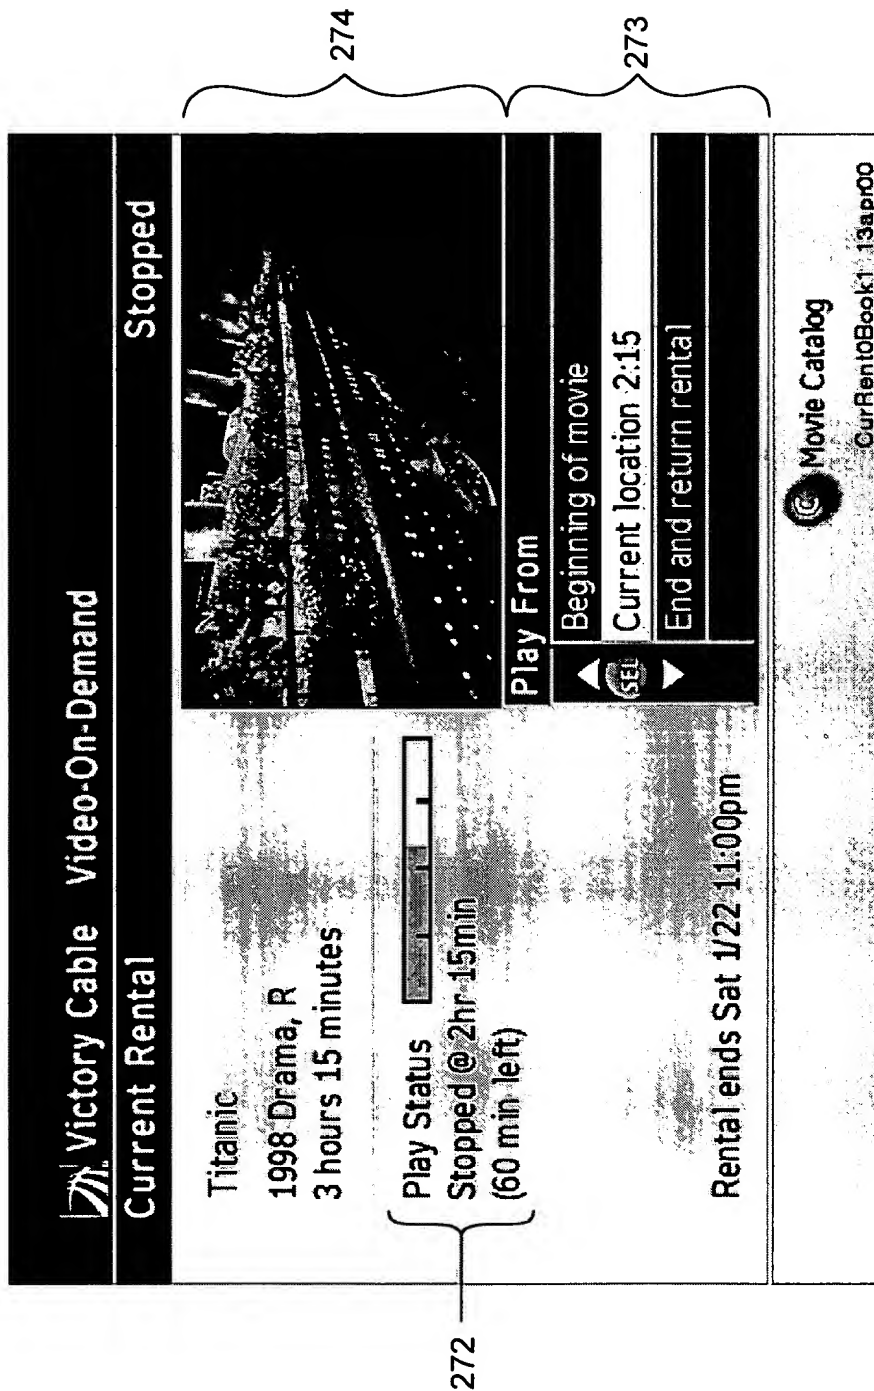 Victory Cable Video-On-Demand
Current Rental Stopped
Titanic
1998 Drama, R
3 hours 15 minutes
Play Status
Stopped @ 2hr 15min
(60 min left)
Rental ends Sat 1/22 11:00pm
Play From
Beginning of movie
SEL
Current location 2:15
End and return rental
C
Movie Catalog
CurRent0Book1 13apr00
272
274
273